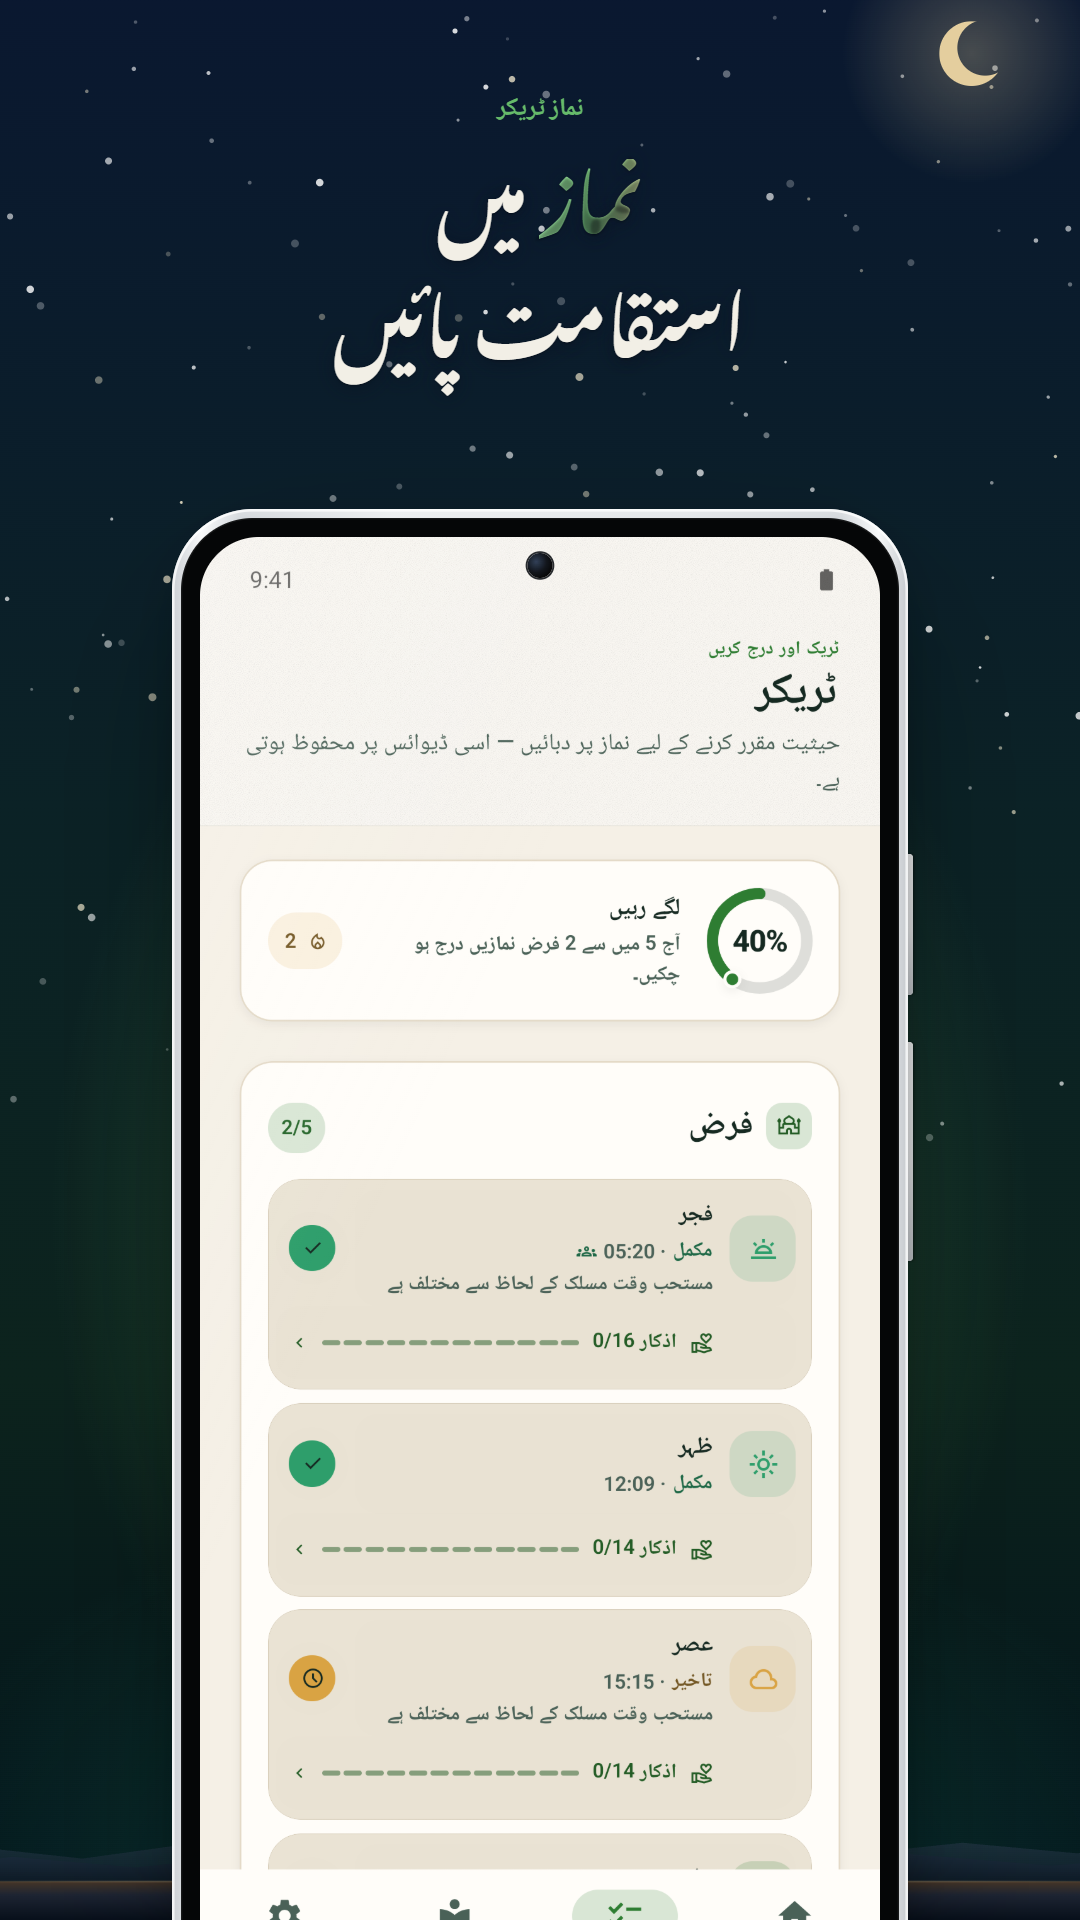 نماز ٹریکر
نماز میں
استقامت پائیں
9:41
ٹریک اور درج کریں
ٹریکر
حیثیت مقرر کرنے کے لیے نماز پر دبائیں — اسی ڈیوائس پر محفوظ ہوتی
ہے۔
40%
لگے رہیں
آج 5 میں سے 2 فرض نمازیں درج ہو
چکیں۔
2
فرض
2/5
فجر
مکمل · 05:20
مستحب وقت مسلک کے لحاظ سے مختلف ہے
اذکار 0/16
ظہر
مکمل · 12:09
اذکار 0/14
عصر
تاخیر · 15:15
مستحب وقت مسلک کے لحاظ سے مختلف ہے
اذکار 0/14